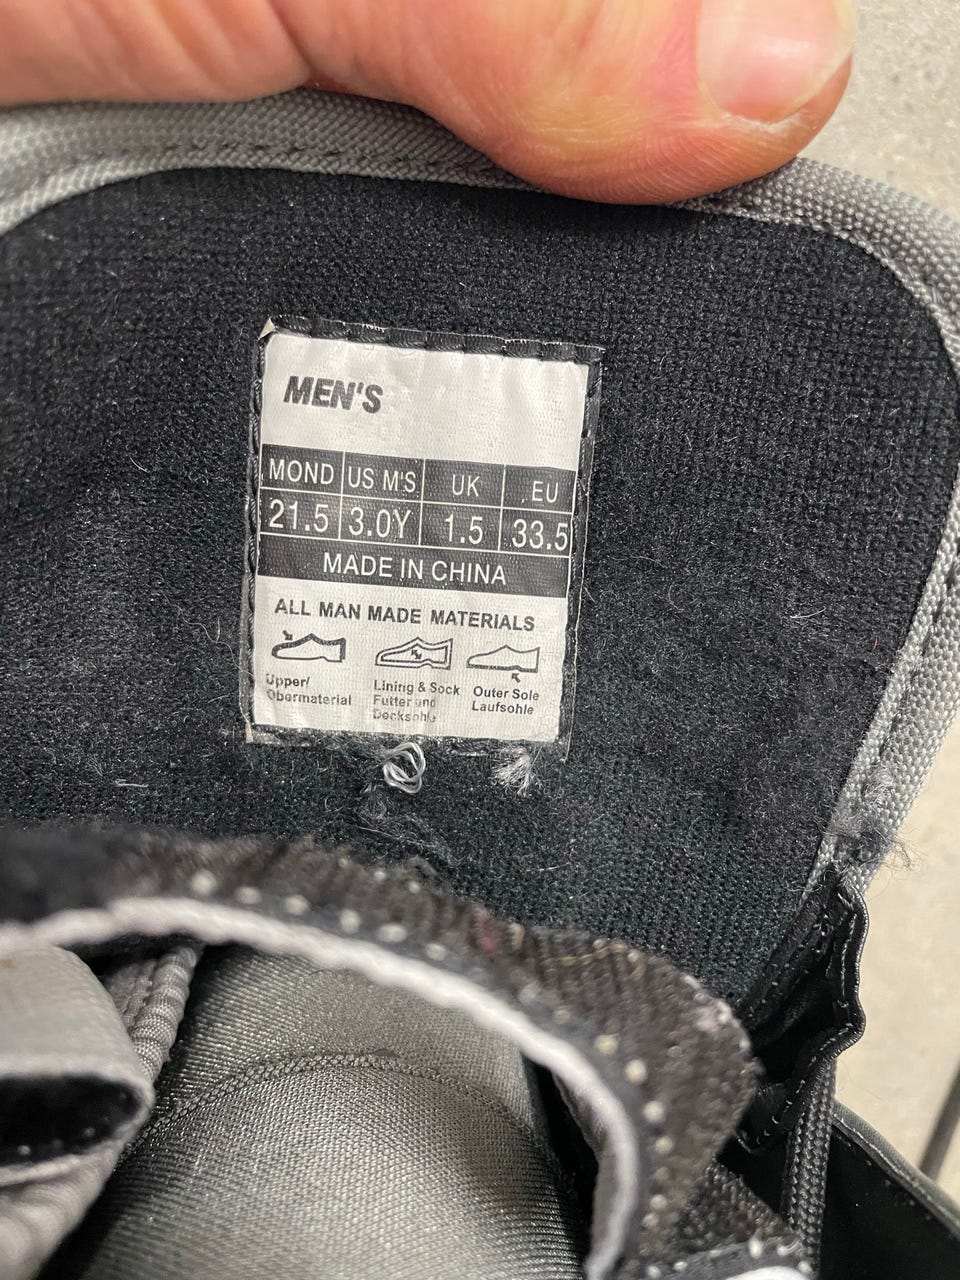 MEN'S
MOND US M'S UK EU
21.5 3.0Y 1.5 33.5
MADE IN CHINA
ALL MAN MADE MATERIALS
Upper/ Lining & Sock Outer Sole
Obermaterial Futter und Laufsohle
Decksohle